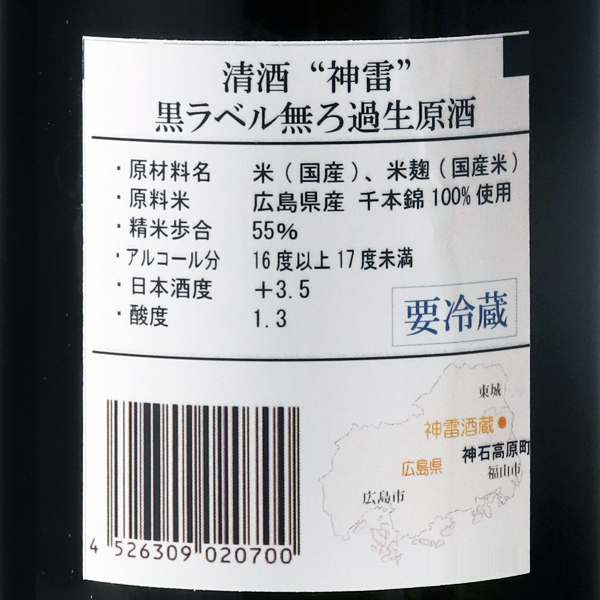 清酒 “神雷”
黒ラベル無ろ過生原酒
・原材料名 米（国産）、米麹（国産米）
・原料米 広島県産 千本錦100%使用
・精米歩合 55%
・アルコール分 16度以上17度未満
・日本酒度 +3.5
・酸度 1.3
要冷蔵
東城
神雷酒蔵
神石高原町
広島県
福山市
広島市
4 526309 020700